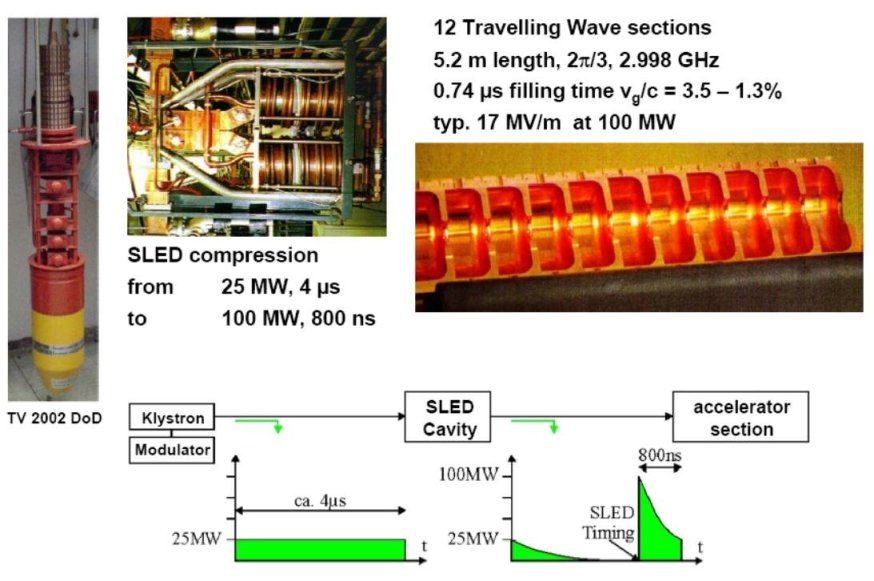 12 Travelling Wave sections
5.2 m length, 2π/3, 2.998 GHz
0.74 µs filling time vg/c = 3.5 – 1.3%
typ. 17 MV/m at 100 MW
SLED compression
from 25 MW, 4 µs
to 100 MW, 800 ns
TV 2002 DoD
Klystron
Modulator
SLED
Cavity
accelerator
section
ca. 4µs
25MW
t
100MW
25MW
SLED
Timing
800ns
t